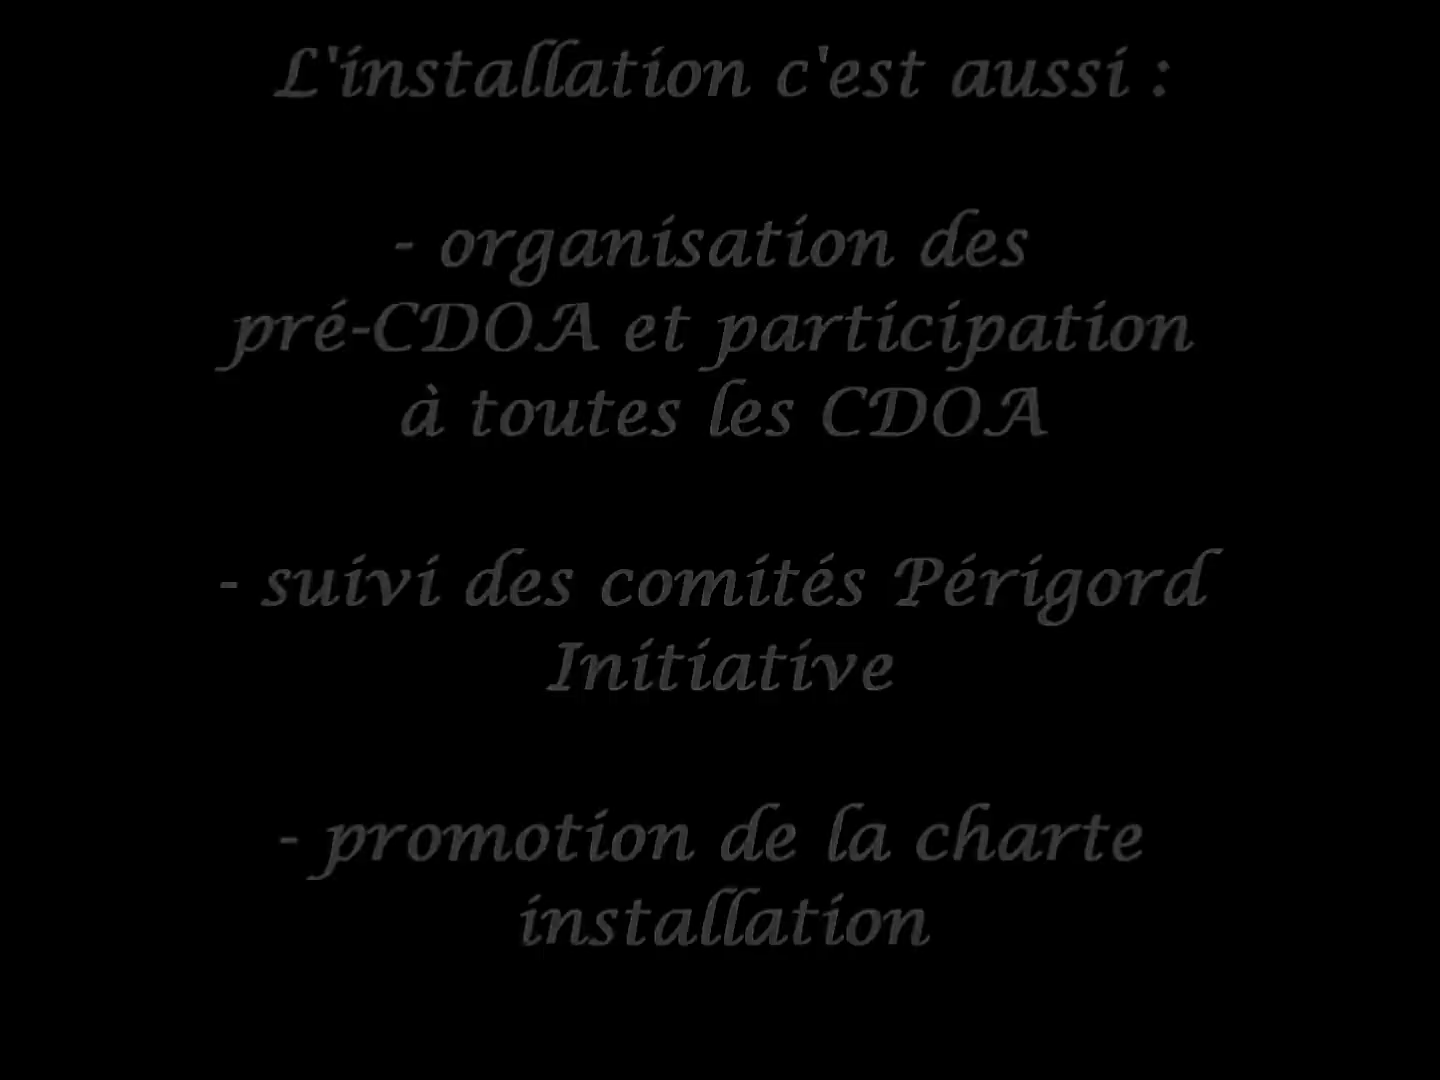 L'installation c'est aussi :
- organisation des
pré-CDOA et participation
à toutes les CDOA
- suivi des comités Périgord
Initiative
- promotion de la charte
installation